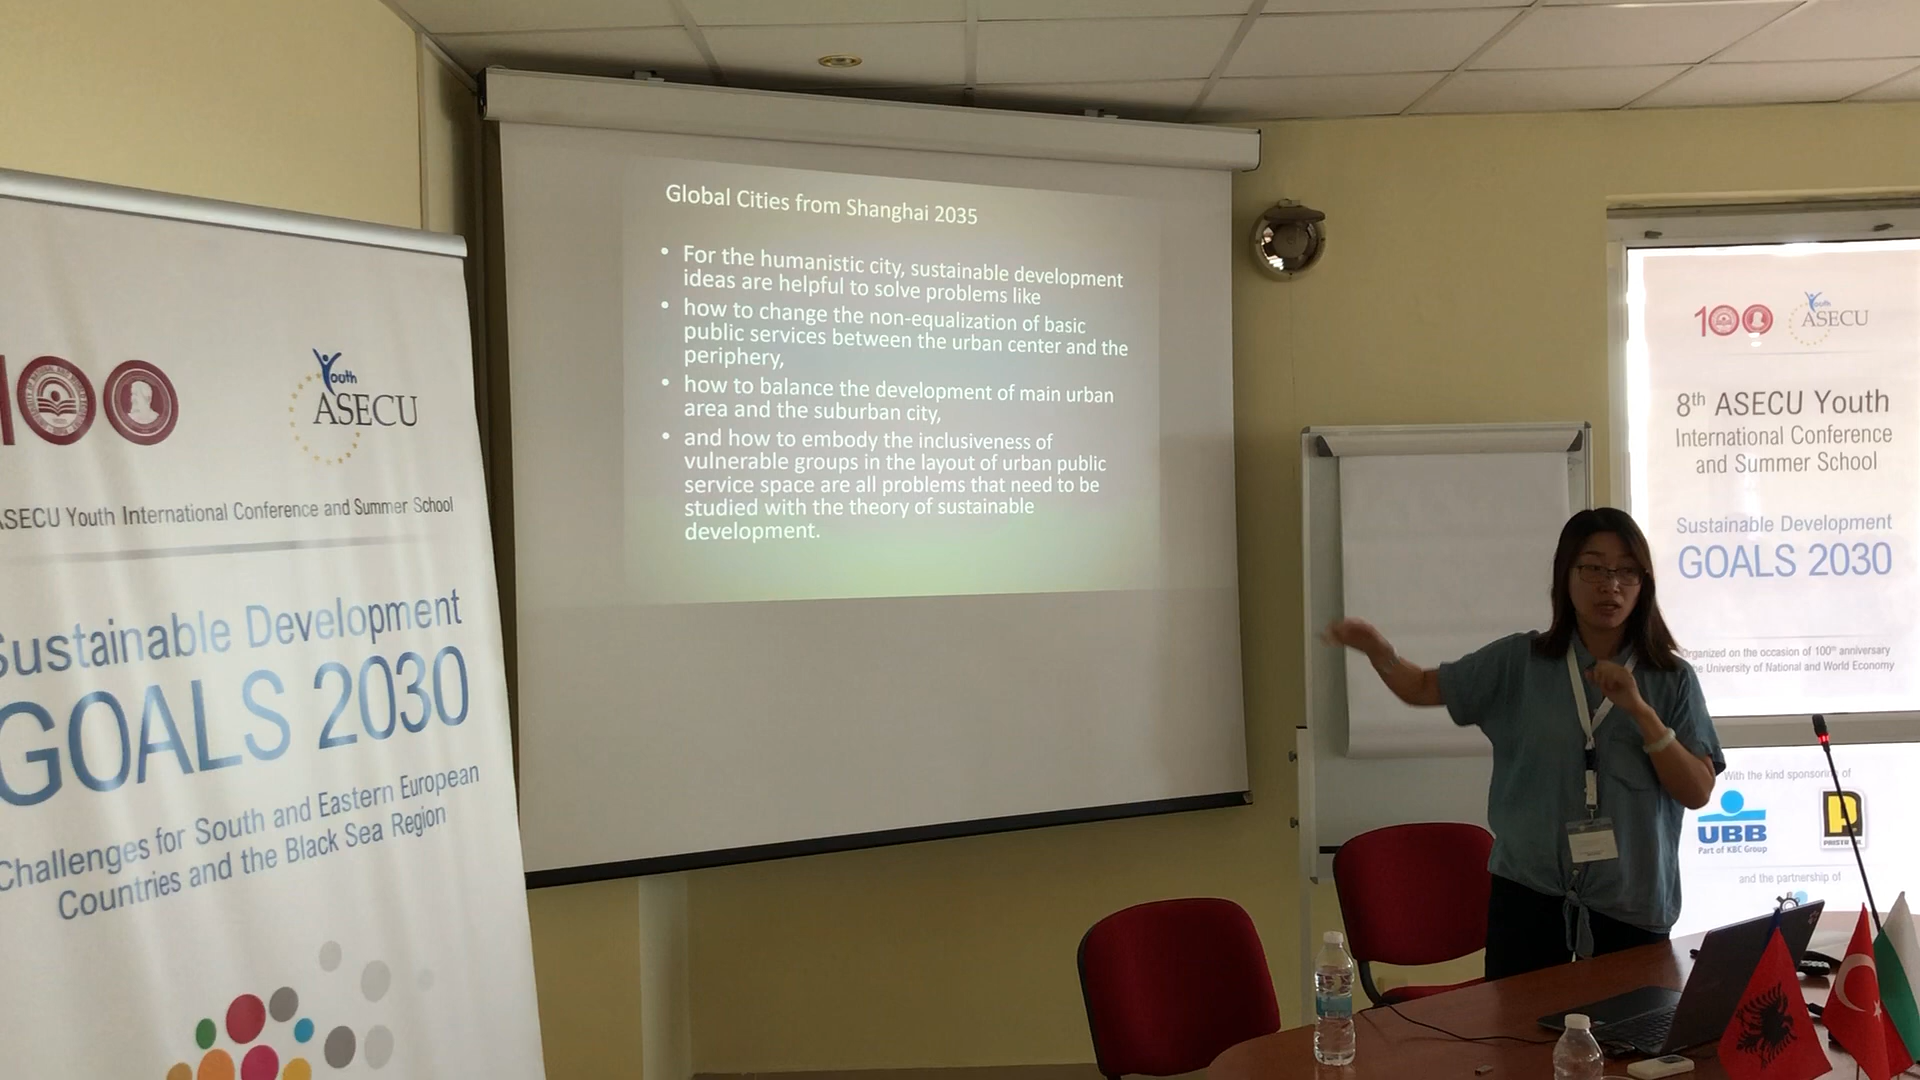 Global Cities from Shanghai 2035
• For the humanistic city, sustainable development
ideas are helpful to solve problems like
• how to change the non-equalization of basic
public services between the urban center and the
periphery,
• how to balance the development of main urban
area and the suburban city,
• and how to embody the inclusiveness of
vulnerable groups in the layout of urban public
service space are all problems that need to be
studied with the theory of sustainable
development.
100
Youth
ASECU
ASECU Youth International Conference and Summer School
Sustainable Development
GOALS 2030
Challenges for South and Eastern European
Countries and the Black Sea Region
100
Youth
ASECU
8th ASECU Youth
International Conference
and Summer School
Sustainable Development
GOALS 2030
Organized on the occasion of 100th anniversary
University of National and World Economy
With the kind sponsoring of
UBB
Part of KBC Group
PRISTA
and the partnership of